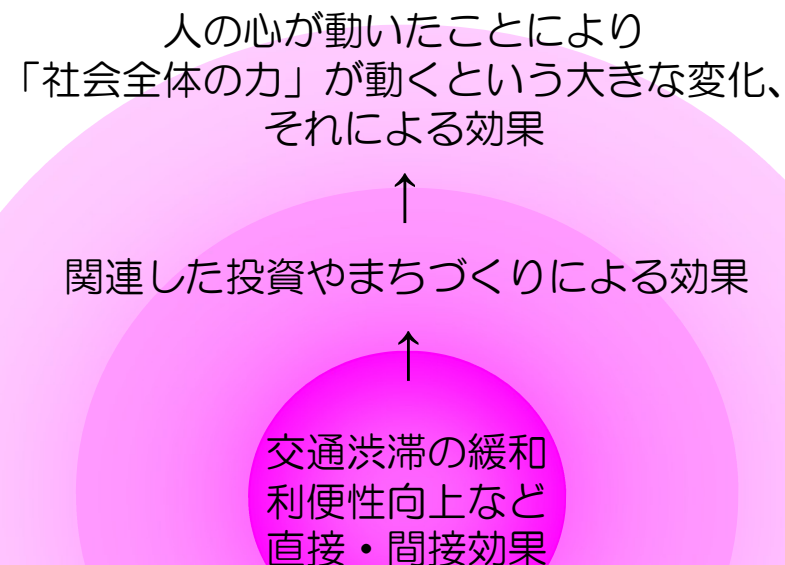 人の心が動いたことにより
「社会全体の力」が動くという大きな変化、
それによる効果
↑
関連した投資やまちづくりによる効果
↑
交通渋滞の緩和
利便性向上など
直接・間接効果